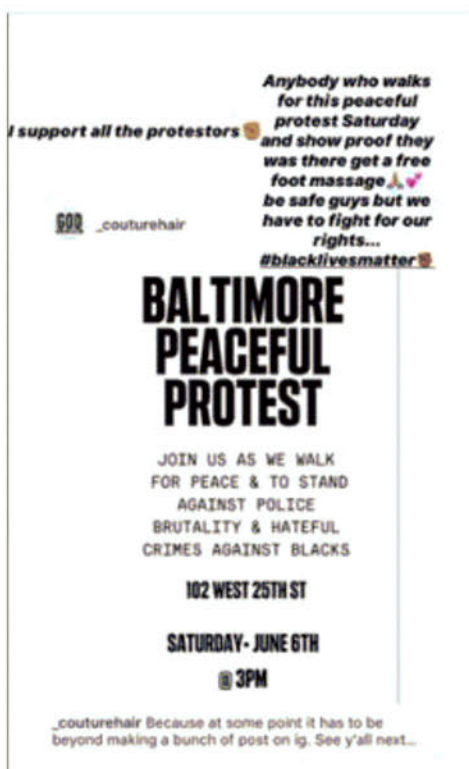 Anybody who walks
for this peaceful
protest Saturday
and show proof they
was there get a free
foot massage🙏🏽💕
be safe guys but we
have to fight for our
rights...
#blacklivesmatter✊🏾
I support all the protestors✊🏽
GOD _couturehair
BALTIMORE
PEACEFUL
PROTEST
JOIN US AS WE WALK
FOR PEACE & TO STAND
AGAINST POLICE
BRUTALITY & HATEFUL
CRIMES AGAINST BLACKS
102 WEST 25TH ST
SATURDAY- JUNE 6TH
@ 3PM
_couturehair Because at some point it has to be
beyond making a bunch of post on ig. See y'all next...